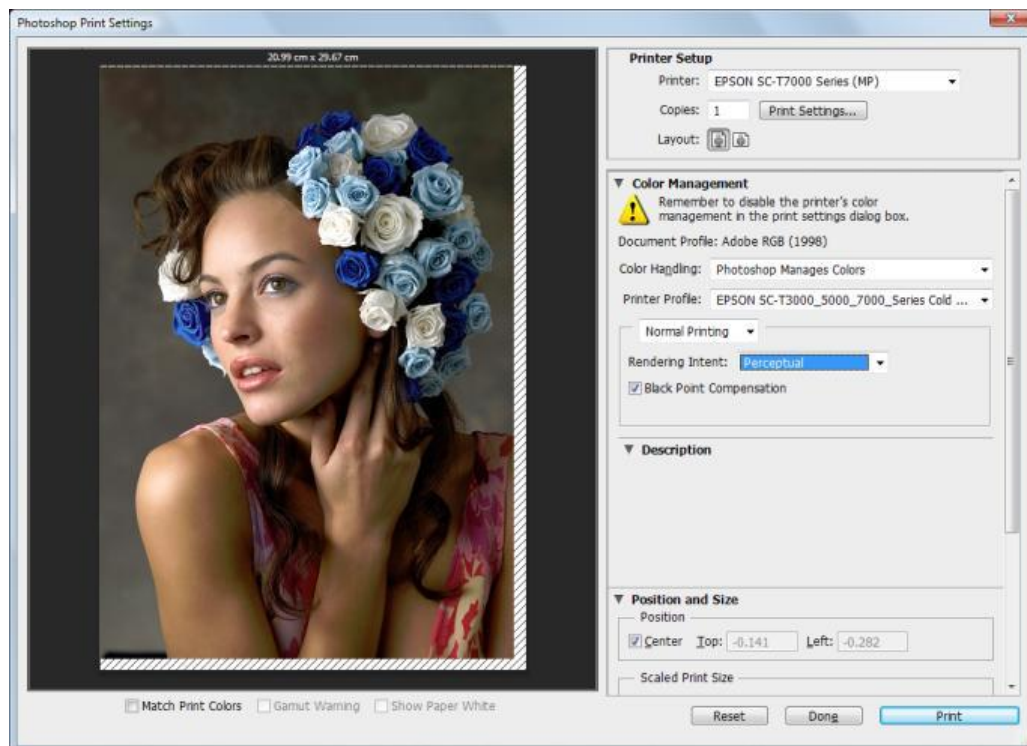 Photoshop Print Settings
20.99 cm x 29.67 cm
Printer Setup
Printer: EPSON SC-T7000 Series (MP)
Copies: 1 Print Settings...
Layout:
Color Management
Remember to disable the printer's color
management in the print settings dialog box.
Document Profile: Adobe RGB (1998)
Color Handling: Photoshop Manages Colors
Printer Profile: EPSON SC-T3000_5000_7000_Series Cold ...
Normal Printing
Rendering Intent: Perceptual
Black Point Compensation
Description
Position and Size
Position
Center Top: -0.141 Left: -0.282
Scaled Print Size
Match Print Colors Gamut Warning Show Paper White
Reset Done Print